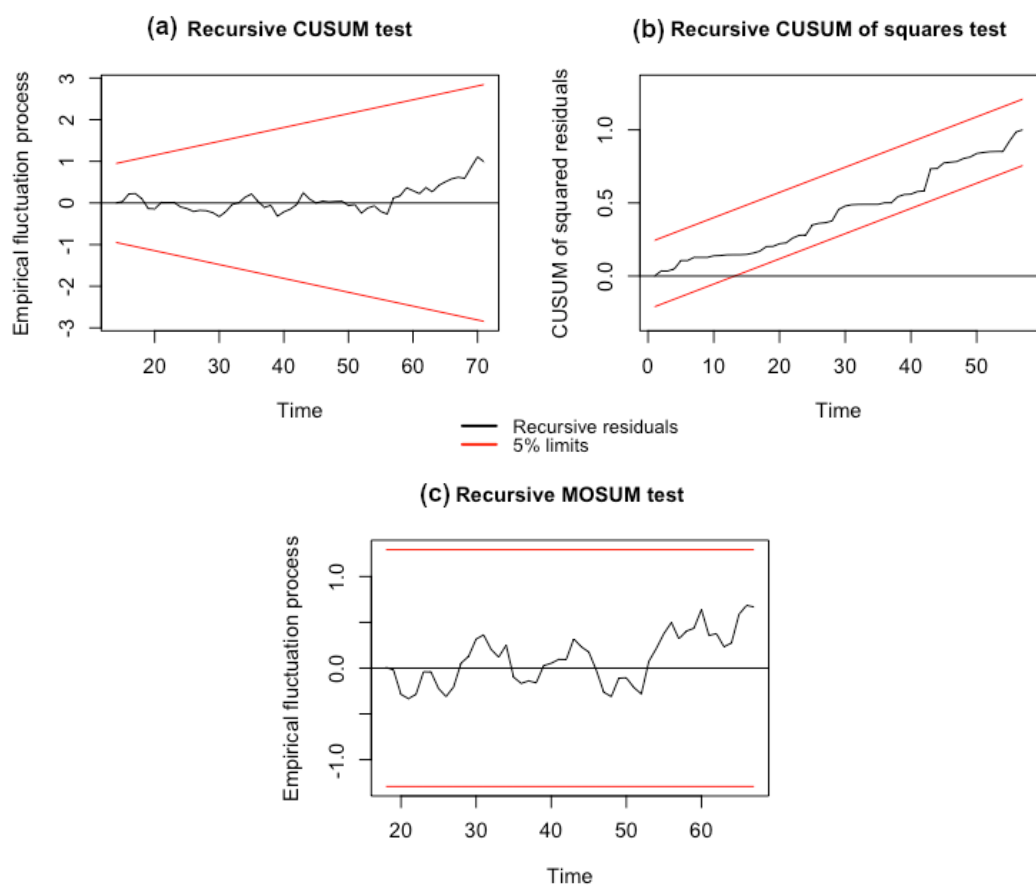 (a) Recursive CUSUM test
Empirical fluctuation process
3
2
1
0
-1
-2
-3
20 30 40 50 60 70
Time
(b) Recursive CUSUM of squares test
CUSUM of squared residuals
1.0
0.5
0.0
0 10 20 30 40 50
Time
Recursive residuals
5% limits
(c) Recursive MOSUM test
Empirical fluctuation process
1.0
0.0
-1.0
20 30 40 50 60
Time